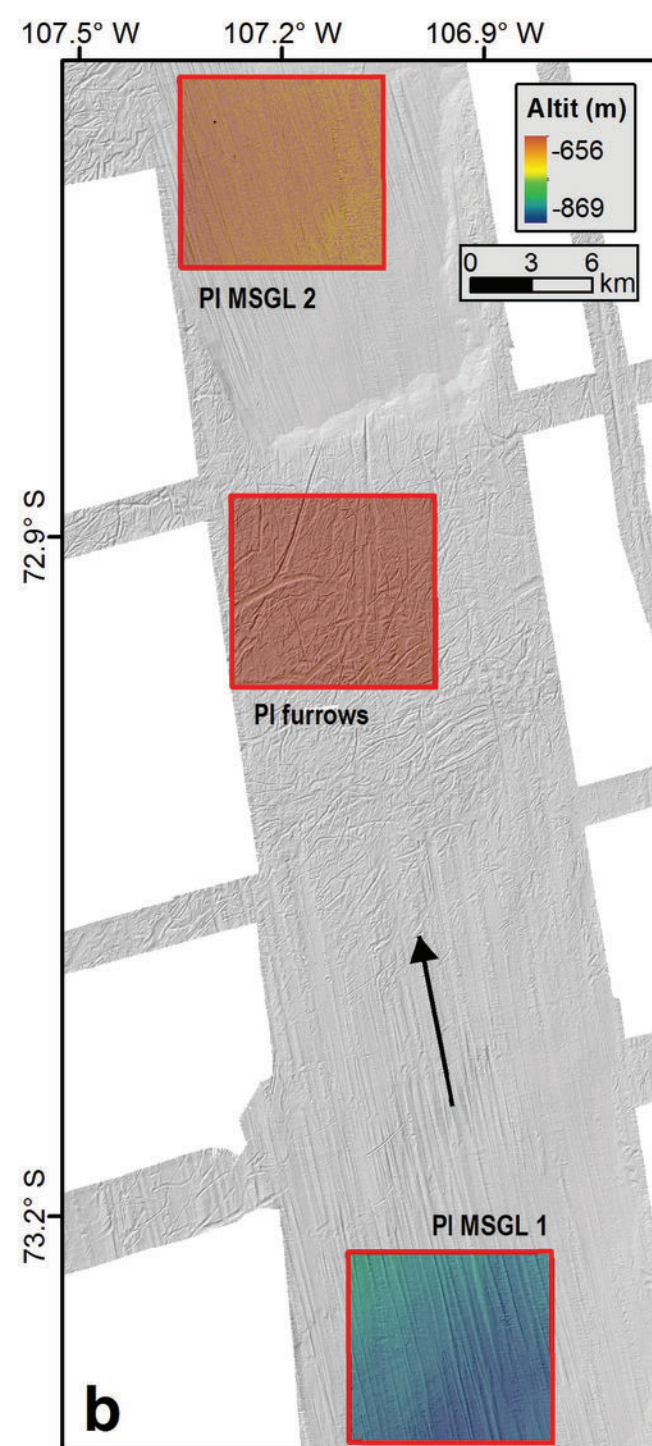 107.5° W 107.2° W 106.9° W
Altit (m)
-656
-869
0 3 6
km
PI MSGL 2
72.9° S
PI furrows
73.2° S
PI MSGL 1
b